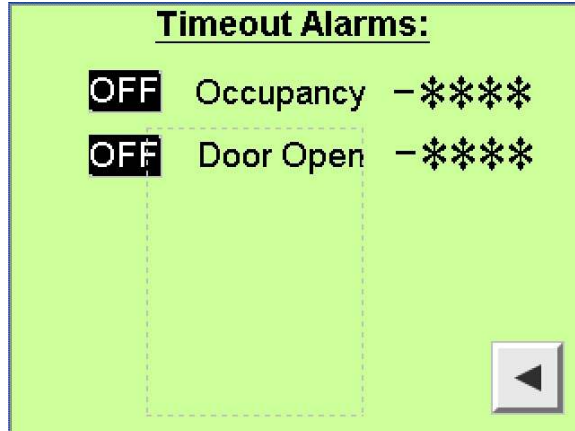 Timeout Alarms:
OFF Occupancy -****
OFF Door Open -****